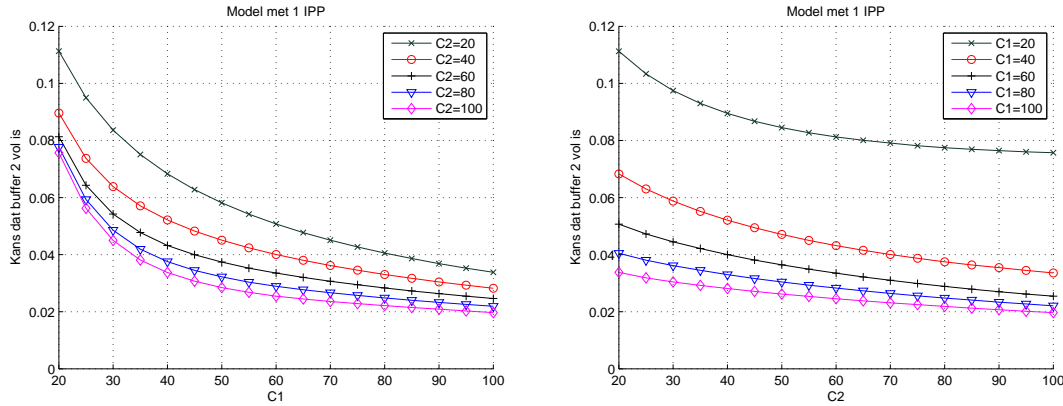 Model met 1 IPP
0.12
0.1
0.08
0.06
0.04
0.02
0
Kans dat buffer 2 vol is
20 30 40 50 60 70 80 90 100
C1
C2=20
C2=40
C2=60
C2=80
C2=100
Model met 1 IPP
0.12
0.1
0.08
0.06
0.04
0.02
0
Kans dat buffer 2 vol is
20 30 40 50 60 70 80 90 100
C2
C1=20
C1=40
C1=60
C1=80
C1=100